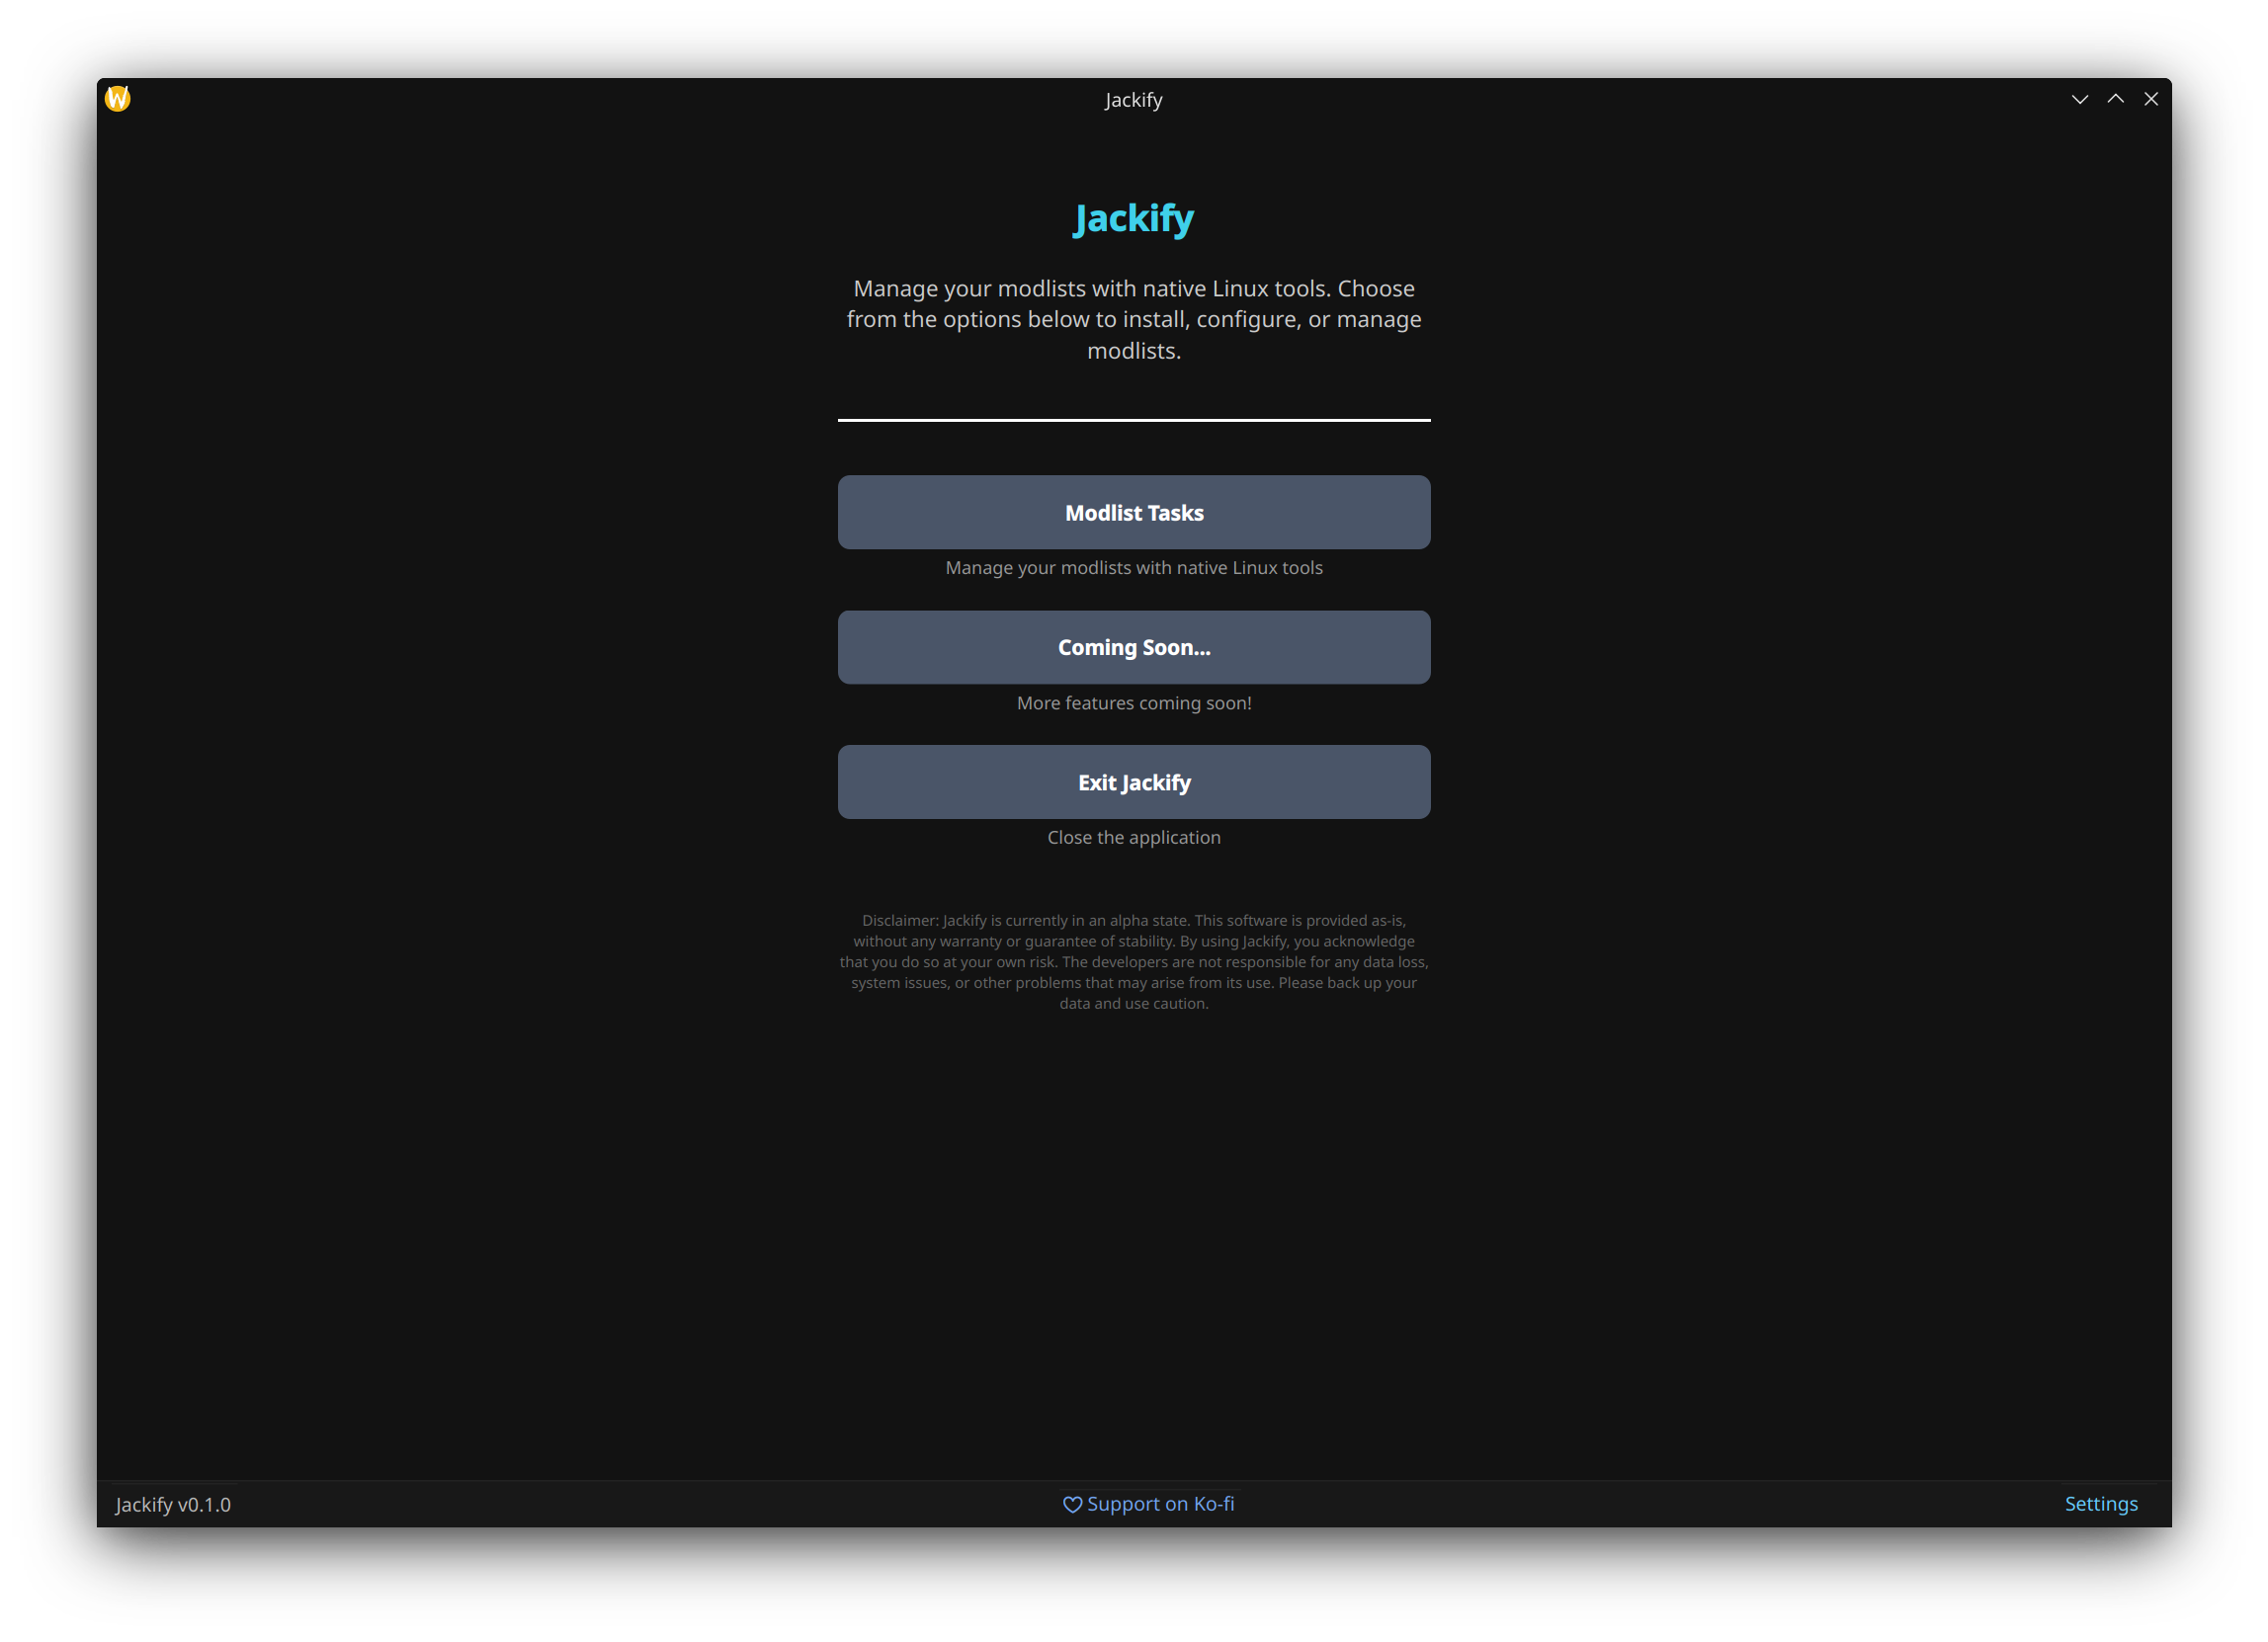 W
Jackify
Jackify
Manage your modlists with native Linux tools. Choose
from the options below to install, configure, or manage
modlists.
Modlist Tasks
Manage your modlists with native Linux tools
Coming Soon...
More features coming soon!
Exit Jackify
Close the application
Disclaimer: Jackify is currently in an alpha state. This software is provided as-is,
without any warranty or guarantee of stability. By using Jackify, you acknowledge
that you do so at your own risk. The developers are not responsible for any data loss,
system issues, or other problems that may arise from its use. Please back up your
data and use caution.
Jackify v0.1.0
Support on Ko-fi
Settings